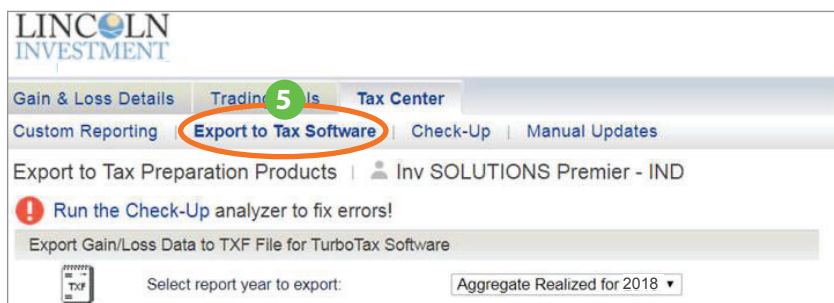 LINCOLN
INVESTMENT
Gain & Loss Details Trading Tools Tax Center
5
Custom Reporting | Export to Tax Software | Check-Up | Manual Updates
Export to Tax Preparation Products | Inv SOLUTIONS Premier - IND
! Run the Check-Up analyzer to fix errors!
Export Gain/Loss Data to TXF File for TurboTax Software
TXF Select report year to export: Aggregate Realized for 2018